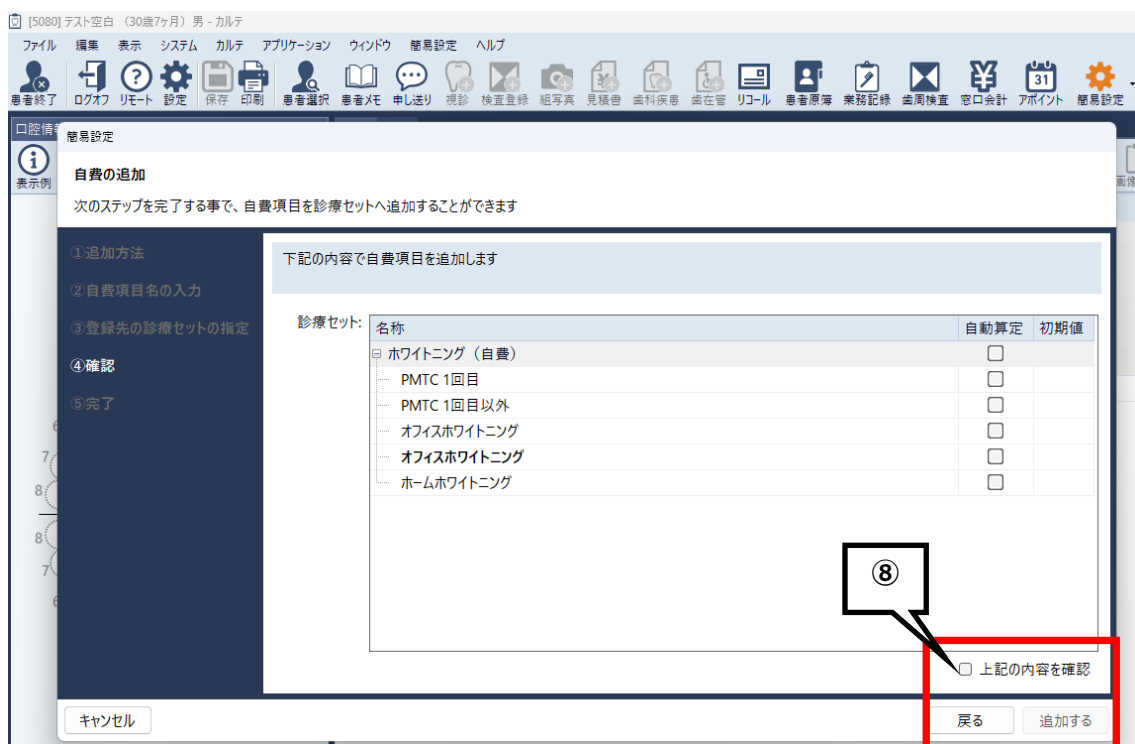 [5080] テスト空白 （30歳7ヶ月）男 - カルテ
ファイル 編集 表示 システム カルテ アプリケーション ウィンドウ 簡易設定 ヘルプ
患者終了 ログオフ リモート 設定 保存 印刷 患者選択 患者メモ 申し送り 視診 検査登録 組写真 見積書 歯科疾患 歯在管 リコール 患者原簿 業務記録 歯周検査 窓口会計 アポイント 簡易設定
口腔情
表示例
簡易設定
自費の追加
次のステップを完了する事で、自費項目を診療セットへ追加することができます
①追加方法
②自費項目名の入力
③登録先の診療セットの指定
④確認
⑤完了
下記の内容で自費項目を追加します
診療セット: 名称 自動算定 初期値
ホワイトニング（自費）
PMTC 1回目
PMTC 1回目以外
オフィスホワイトニング
オフィスホワイトニング
ホームホワイトニング
6
7
8
8
7
6
⑧
上記の内容を確認
キャンセル 戻る 追加する